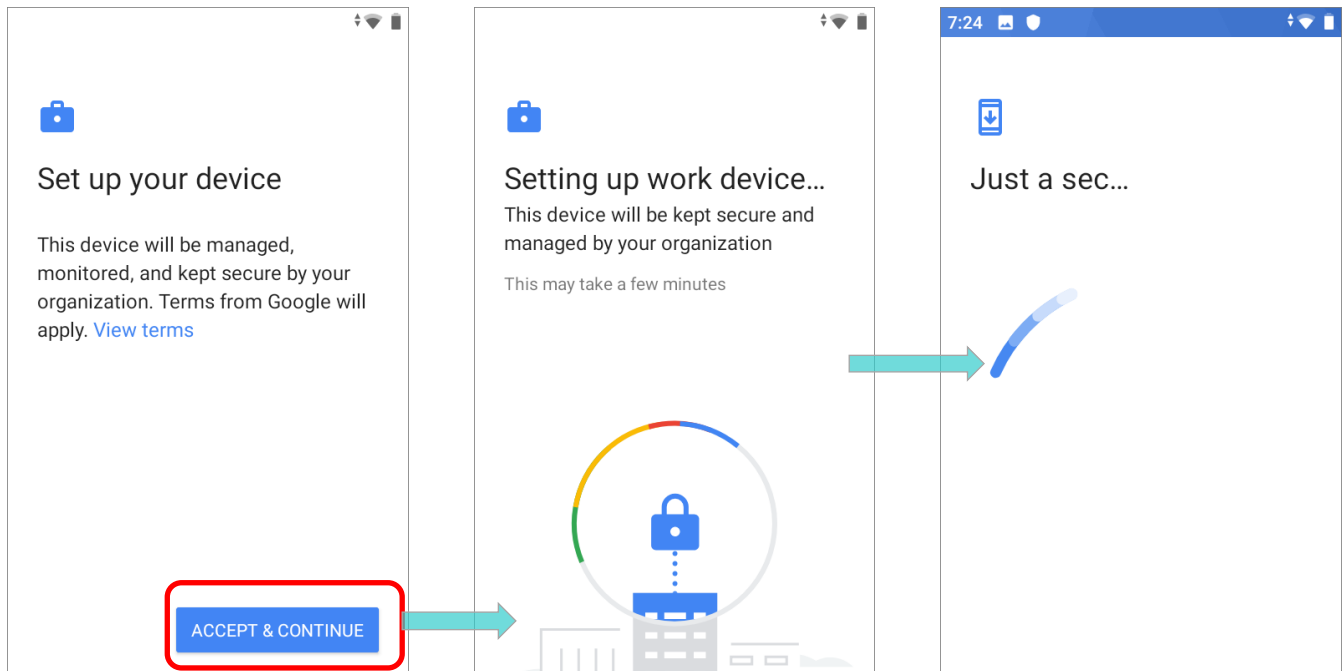 Set up your device
This device will be managed,
monitored, and kept secure by your
organization. Terms from Google will
apply. View terms
ACCEPT & CONTINUE
Setting up work device...
This device will be kept secure and
managed by your organization
This may take a few minutes
7:24
Just a sec...